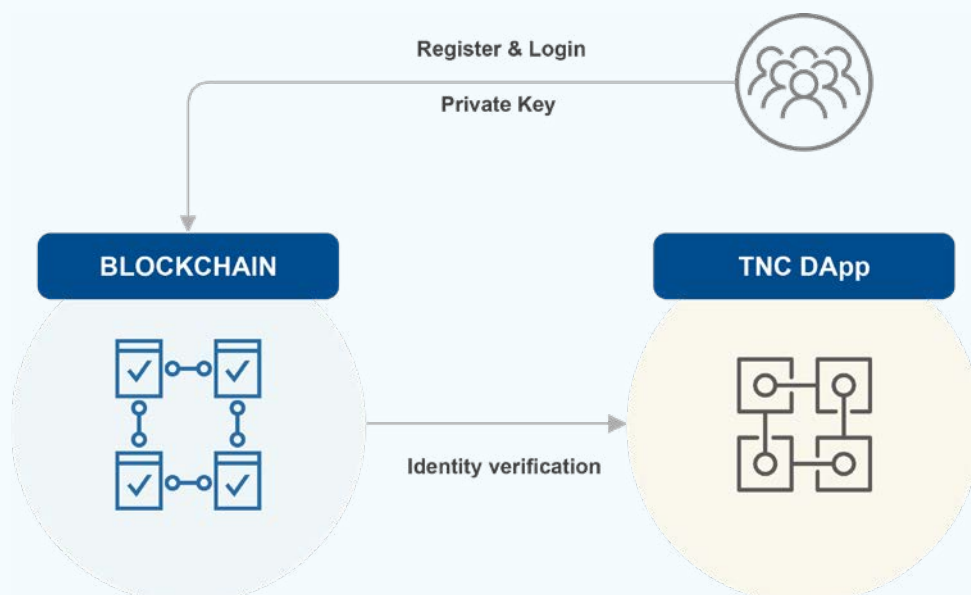 Register & Login
Private Key
BLOCKCHAIN
TNC DApp
Identity verification